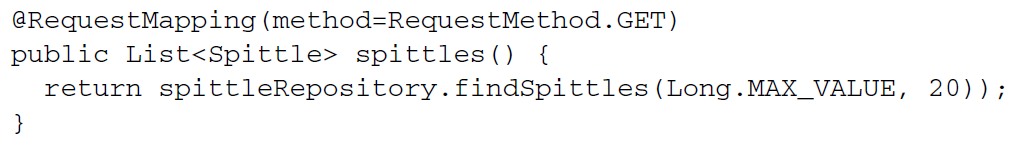 @RequestMapping(method=RequestMethod.GET)
public List<Spittle> spittles() {
  return spittleRepository.findSpittles(Long.MAX_VALUE, 20));
}